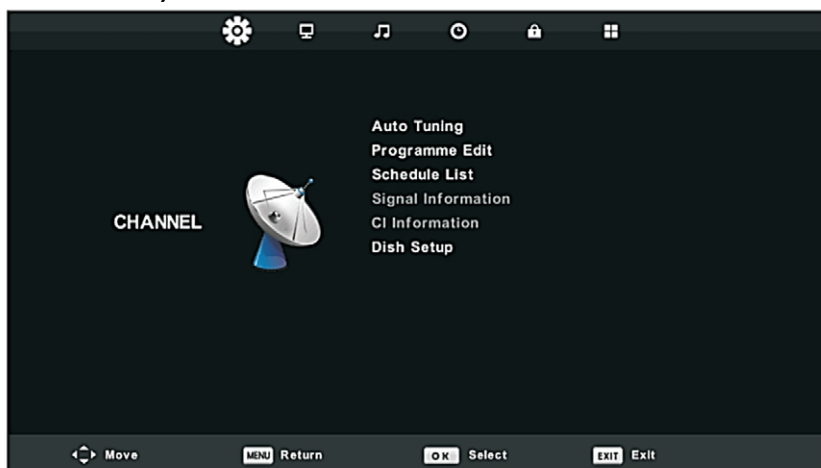 Auto Tuning
Programme Edit
Schedule List
Signal Information
CHANNEL
CI Information
Dish Setup
Move
MENU Return
OK Select
EXIT Exit